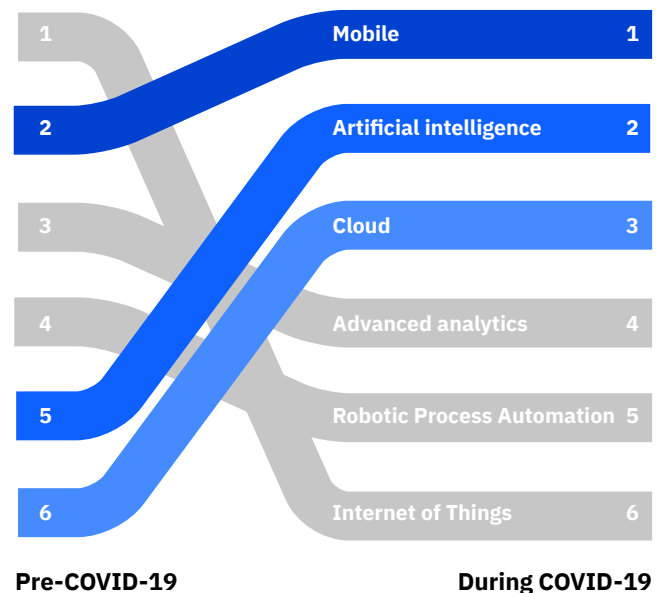 1 Mobile 1
2 Artificial intelligence 2
3 Cloud 3
4 Advanced analytics 4
5 Robotic Process Automation 5
6 Internet of Things 6
Pre-COVID-19 During COVID-19